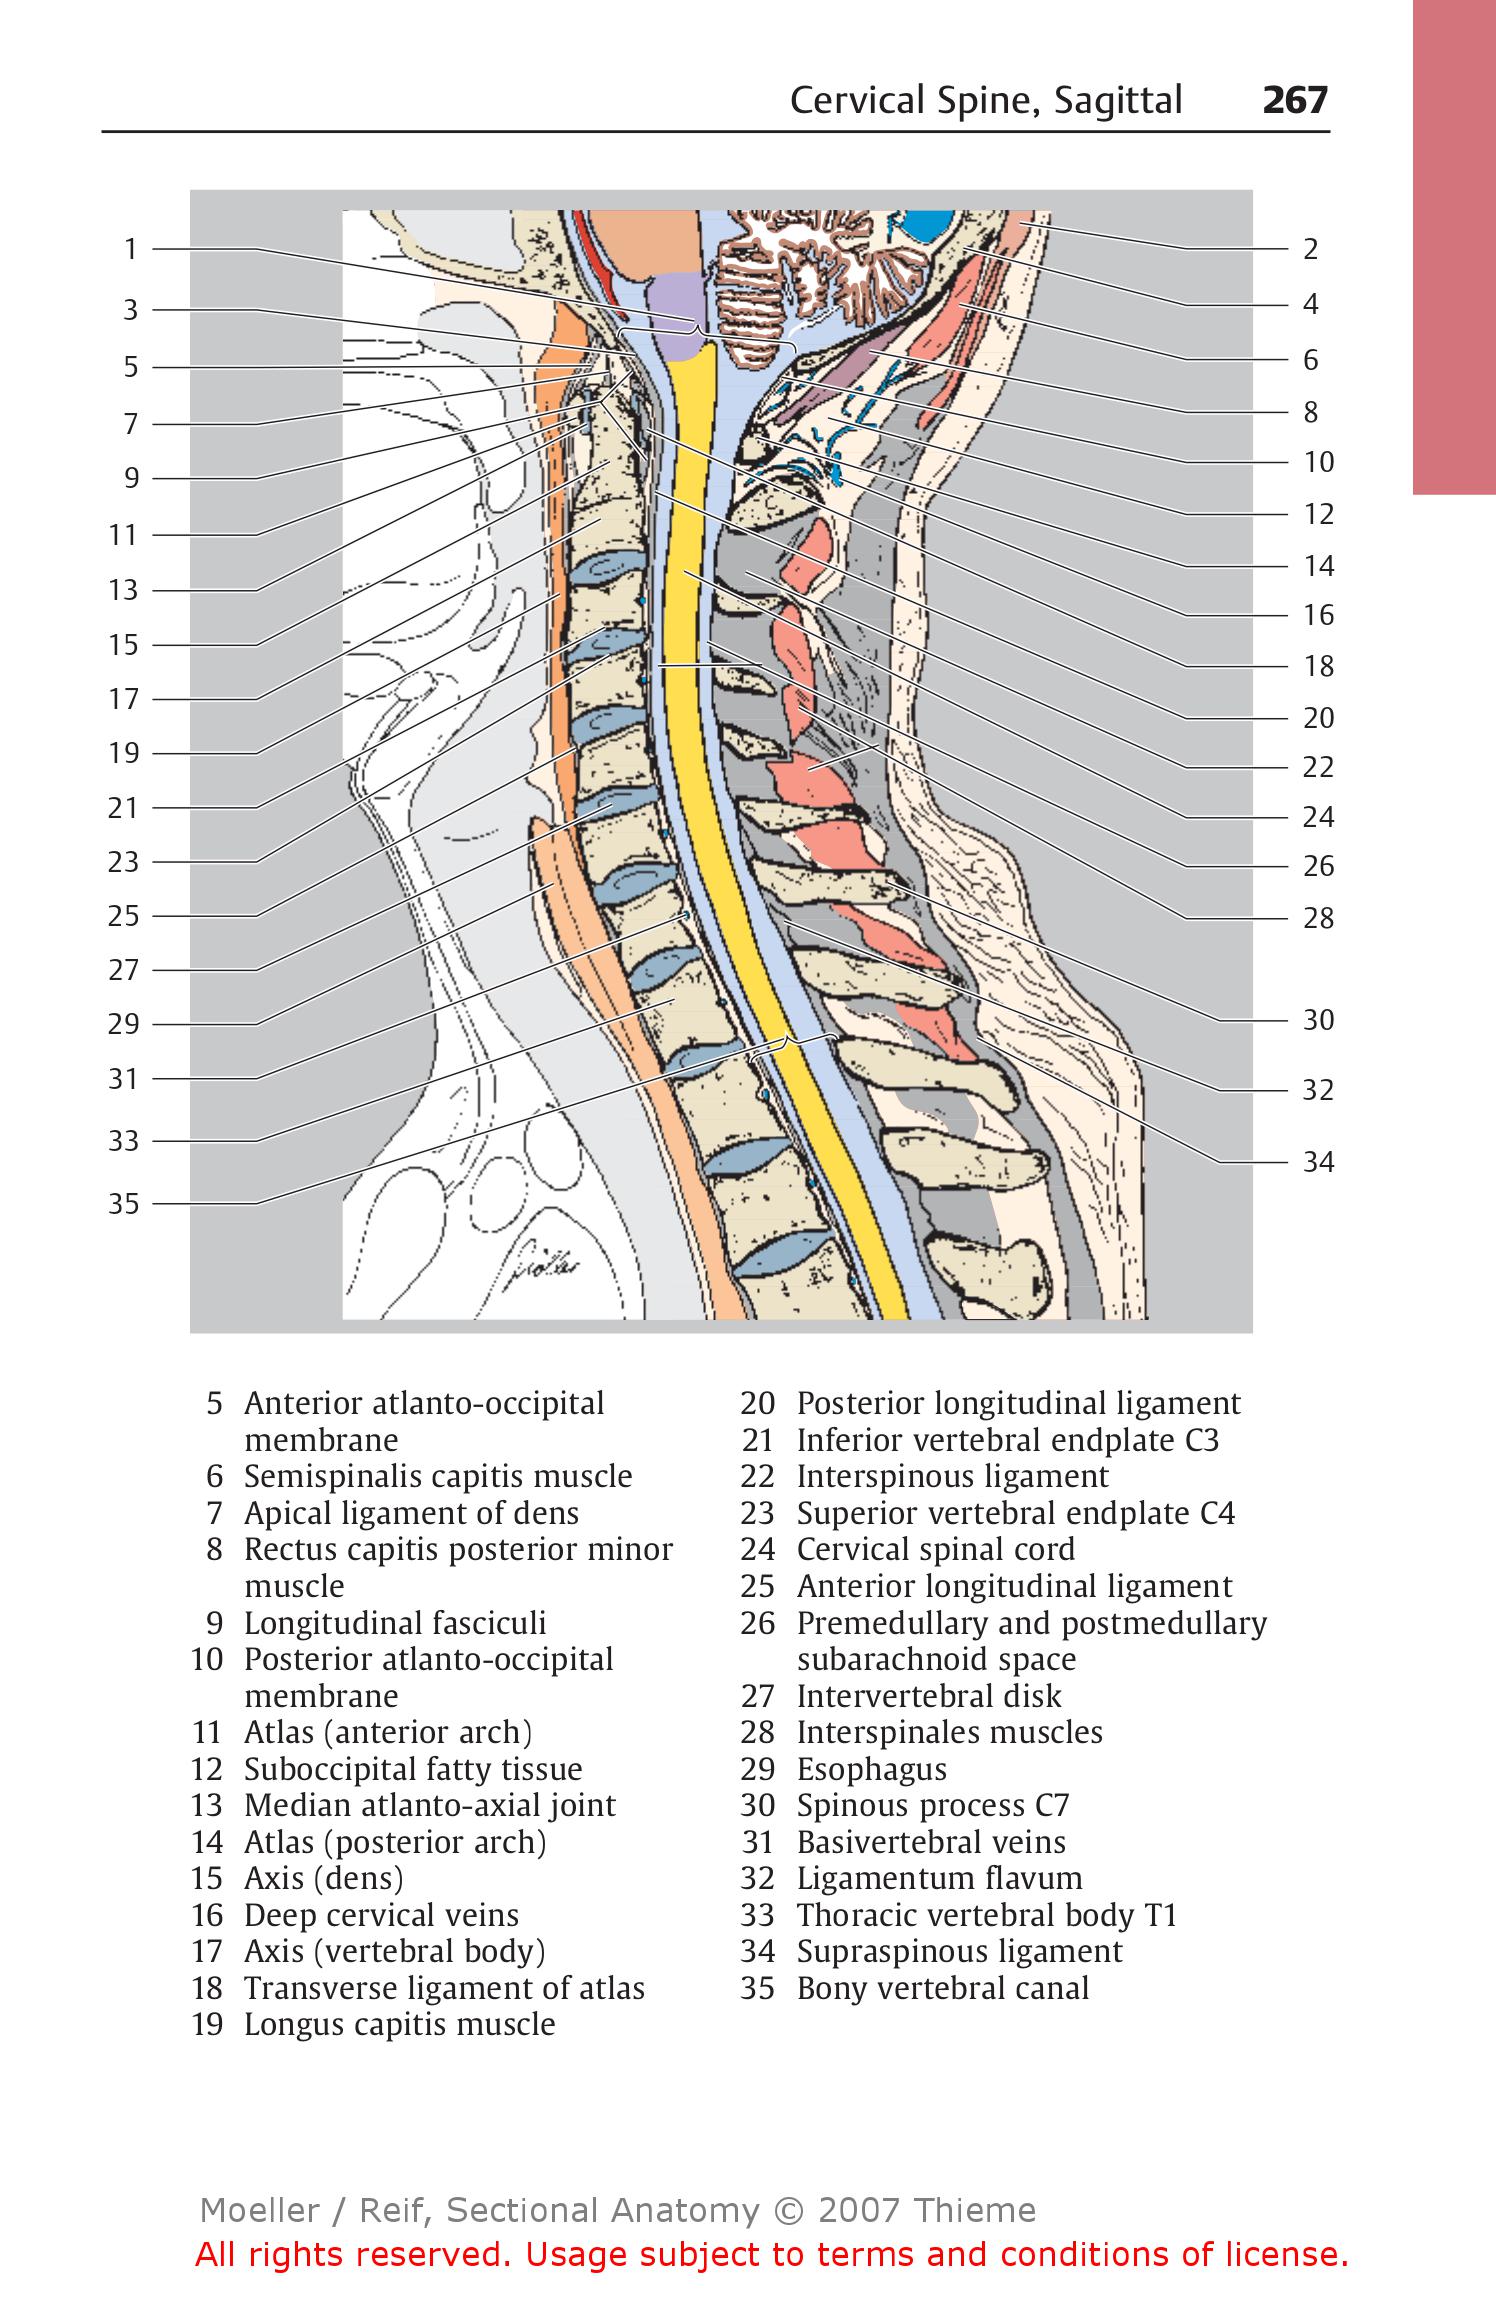 Cervical Spine, Sagittal 267
1
3
5
7
9
11
13
15
17
19
21
23
25
27
29
31
33
35
2
4
6
8
10
12
14
16
18
20
22
24
26
28
30
32
34
5 Anterior atlanto-occipital
membrane
6 Semispinalis capitis muscle
7 Apical ligament of dens
8 Rectus capitis posterior minor
muscle
9 Longitudinal fasciculi
10 Posterior atlanto-occipital
membrane
11 Atlas (anterior arch)
12 Suboccipital fatty tissue
13 Median atlanto-axial joint
14 Atlas (posterior arch)
15 Axis (dens)
16 Deep cervical veins
17 Axis (vertebral body)
18 Transverse ligament of atlas
19 Longus capitis muscle
20 Posterior longitudinal ligament
21 Inferior vertebral endplate C3
22 Interspinous ligament
23 Superior vertebral endplate C4
24 Cervical spinal cord
25 Anterior longitudinal ligament
26 Premedullary and postmedullary
subarachnoid space
27 Intervertebral disk
28 Interspinales muscles
29 Esophagus
30 Spinous process C7
31 Basivertebral veins
32 Ligamentum flavum
33 Thoracic vertebral body T1
34 Supraspinous ligament
35 Bony vertebral canal
Moeller / Reif, Sectional Anatomy © 2007 Thieme
All rights reserved. Usage subject to terms and conditions of license.